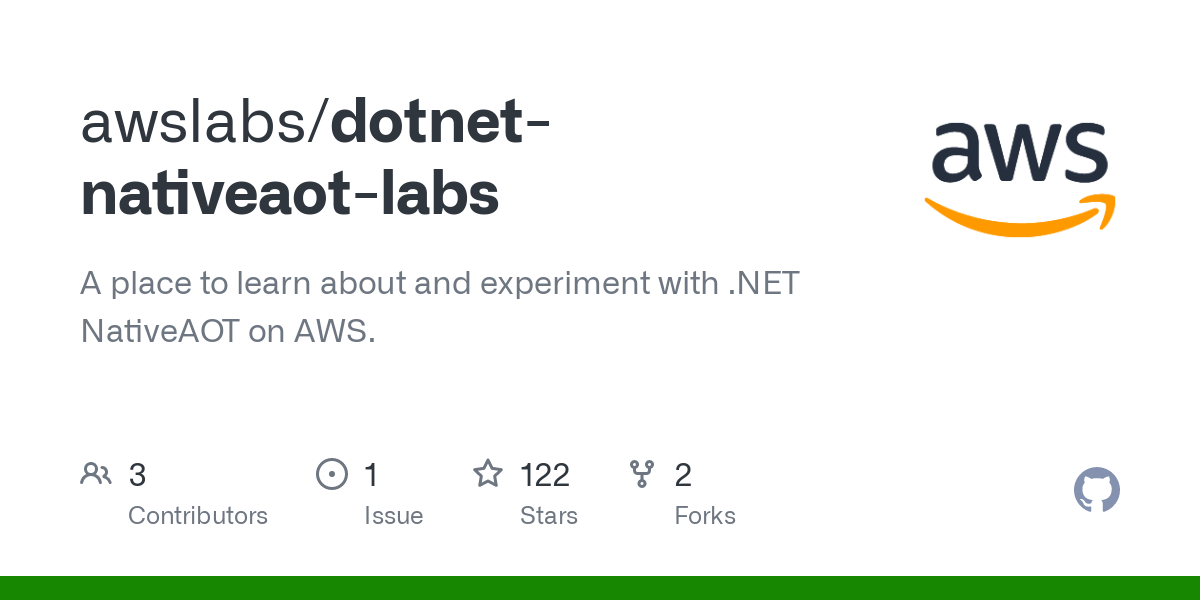 awslabs/dotnet-
nativeaot-labs
aws
A place to learn about and experiment with .NET
NativeAOT on AWS.
3
Contributors
1
Issue
122
Stars
2
Forks